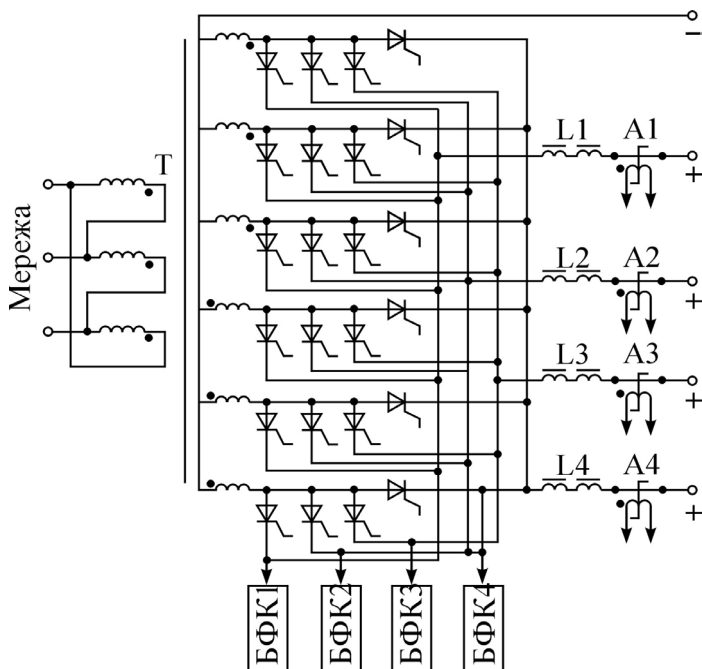 −
L1 A1
+
T
Мережа
L2 A2
+
L3 A3
+
L4 A4
+
БФК1
БФК2
БФК3
БФК4